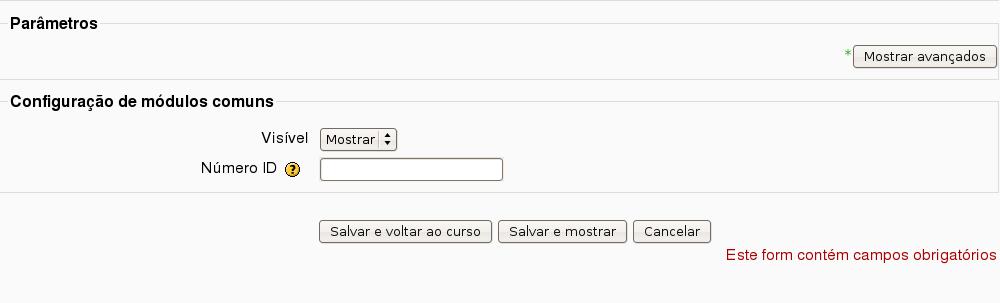 Parâmetros
* Mostrar avançados
Configuração de módulos comuns
Visível Mostrar
Número ID ?
Salvar e voltar ao curso Salvar e mostrar Cancelar
Este form contém campos obrigatórios